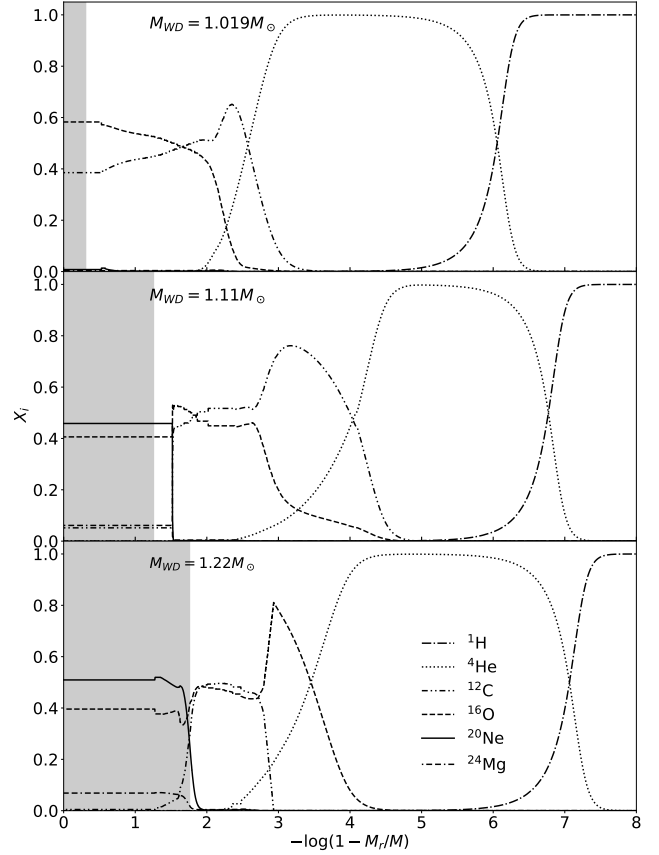 1.0
M_WD = 1.019M_⊙
0.8
0.6
0.4
0.2
0.0
1.0
M_WD = 1.11M_⊙
0.8
0.6
X_i
0.4
0.2
0.0
1.0
M_WD = 1.22M_⊙
0.8
0.6
0.4
0.2
0.0
¹H
⁴He
¹²C
¹⁶O
²⁰Ne
²⁴Mg
0 1 2 3 4 5 6 7 8
−log(1 − M_r/M)